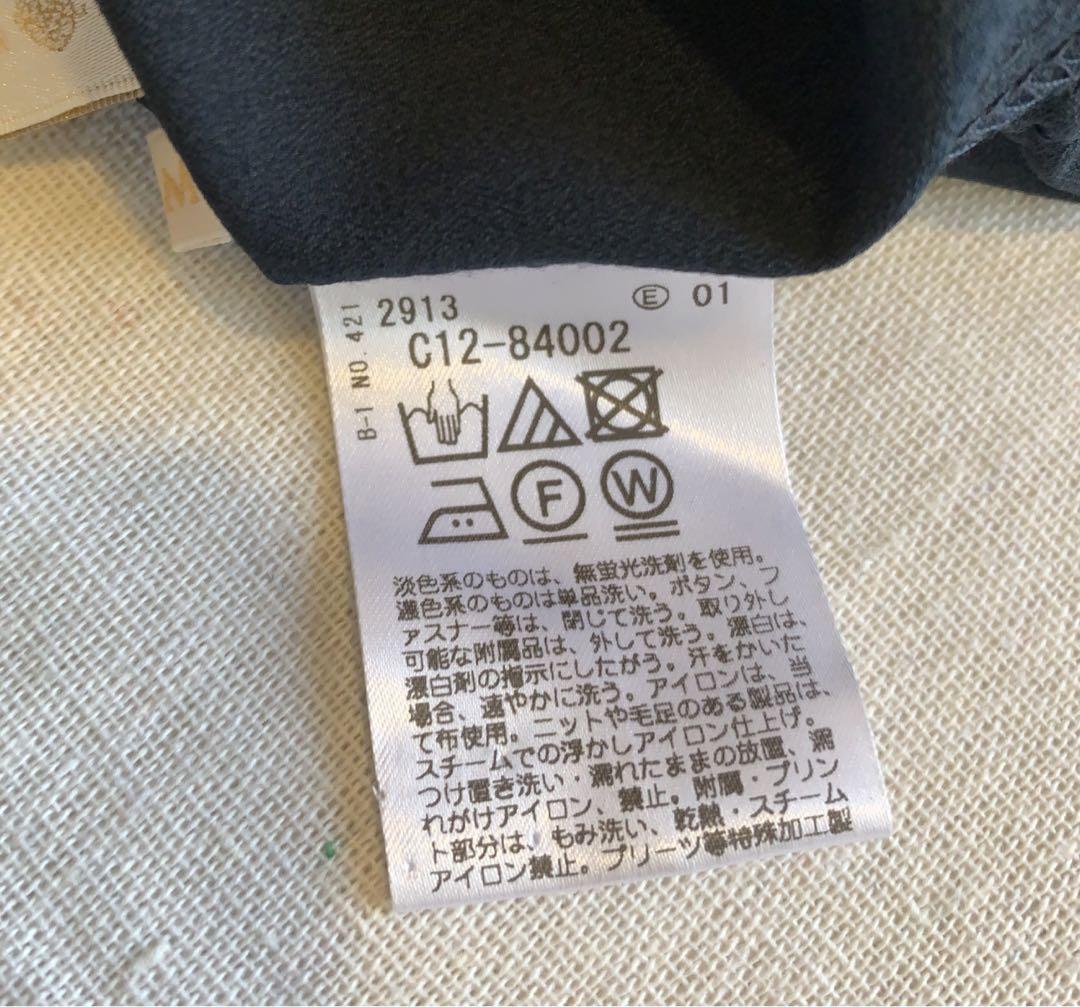 M
B-1 NO. 421
2913
E 01
C12-84002
F
W
淡色系のものは、無蛍光洗剤を使用。
濃色系のものは単品洗い。ボタン、フ
ァスナー等は、閉じて洗う。取り外し
可能な附属品は、外して洗う。漂白は、
漂白剤の指示にしたがう。汗をかいた
場合、速やかに洗う。アイロンは、当
て布使用。ニットや毛足のある製品は、
スチームでの浮かしアイロン仕上げ。
つけ置き洗い・濡れたままの放置、濡
れがけアイロン、禁止。附属・プリン
ト部分は、もみ洗い、乾熱・スチーム
アイロン禁止。プリーツ等特殊加工製